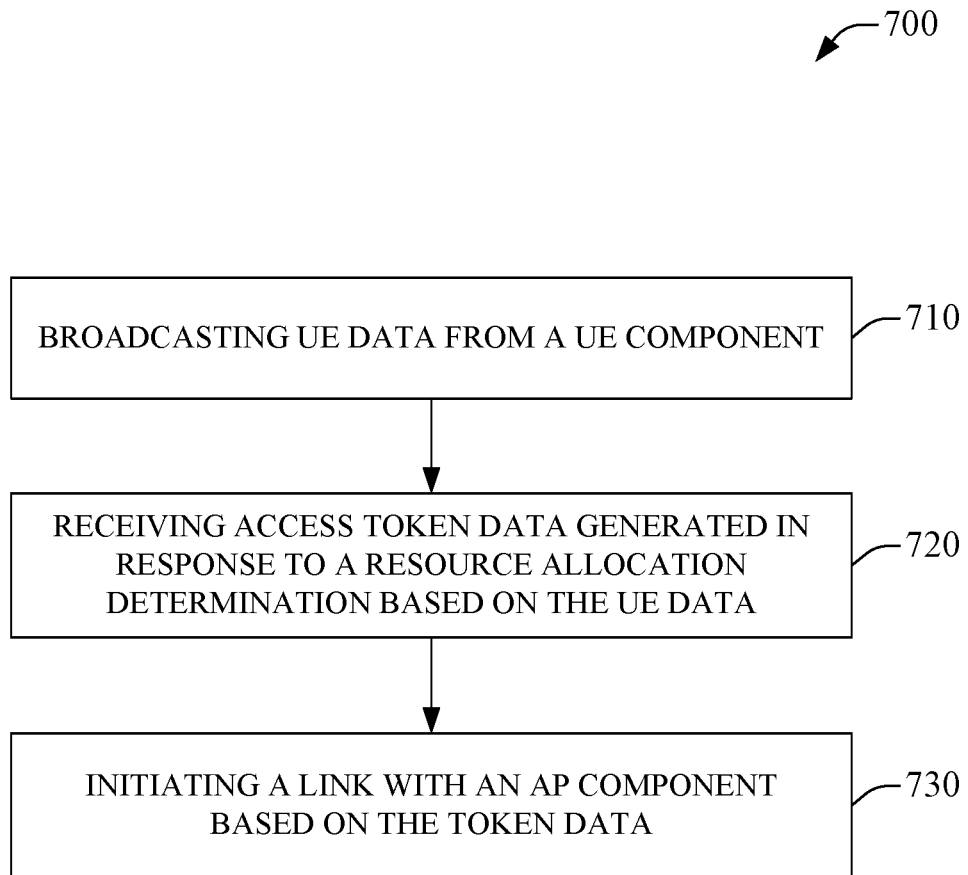 700
BROADCASTING UE DATA FROM A UE COMPONENT
710
RECEIVING ACCESS TOKEN DATA GENERATED IN
RESPONSE TO A RESOURCE ALLOCATION
DETERMINATION BASED ON THE UE DATA
720
INITIATING A LINK WITH AN AP COMPONENT
BASED ON THE TOKEN DATA
730